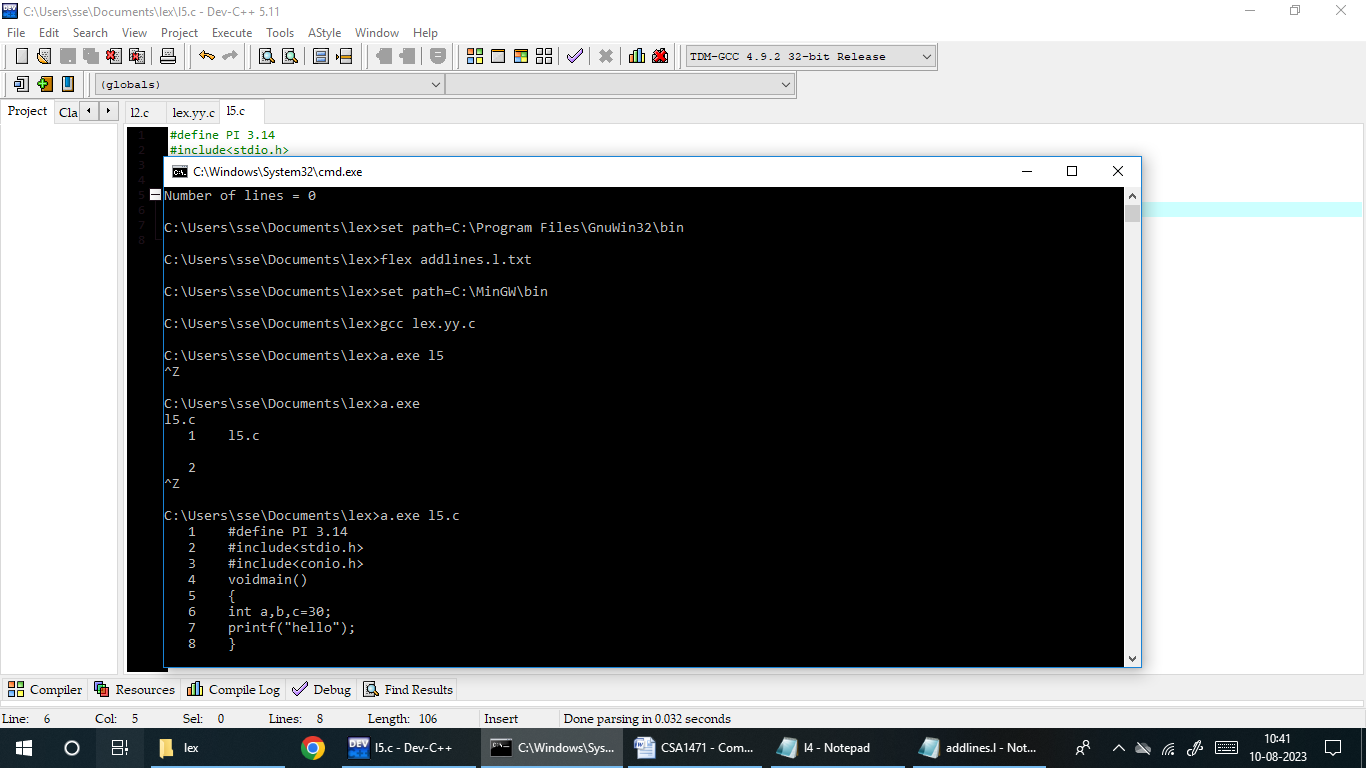 C:\Users\sse\Documents\lex\l5.c - Dev-C++ 5.11
File Edit Search View Project Execute Tools AStyle Window Help
TDM-GCC 4.9.2 32-bit Release
(globals)
Project Cla l2.c lex.yy.c l5.c
1 #define PI 3.14
2 #include<stdio.h>
3
4
5
6
7
8
C:\Windows\System32\cmd.exe
Number of lines = 0
C:\Users\sse\Documents\lex>set path=C:\Program Files\GnuWin32\bin
C:\Users\sse\Documents\lex>flex addlines.l.txt
C:\Users\sse\Documents\lex>set path=C:\MinGW\bin
C:\Users\sse\Documents\lex>gcc lex.yy.c
C:\Users\sse\Documents\lex>a.exe l5
^Z
C:\Users\sse\Documents\lex>a.exe
l5.c
1 l5.c
2
^Z
C:\Users\sse\Documents\lex>a.exe l5.c
1 #define PI 3.14
2 #include<stdio.h>
3 #include<conio.h>
4 voidmain()
5 {
6 int a,b,c=30;
7 printf("hello");
8 }
Compiler Resources Compile Log Debug Find Results
Line: 6 Col: 5 Sel: 0 Lines: 8 Length: 106 Insert Done parsing in 0.032 seconds
lex DEV l5.c - Dev-C++ C:\Windows\Sys... CSA1471 - Com... l4 - Notepad addlines.l - Not... 10:41
10-08-2023